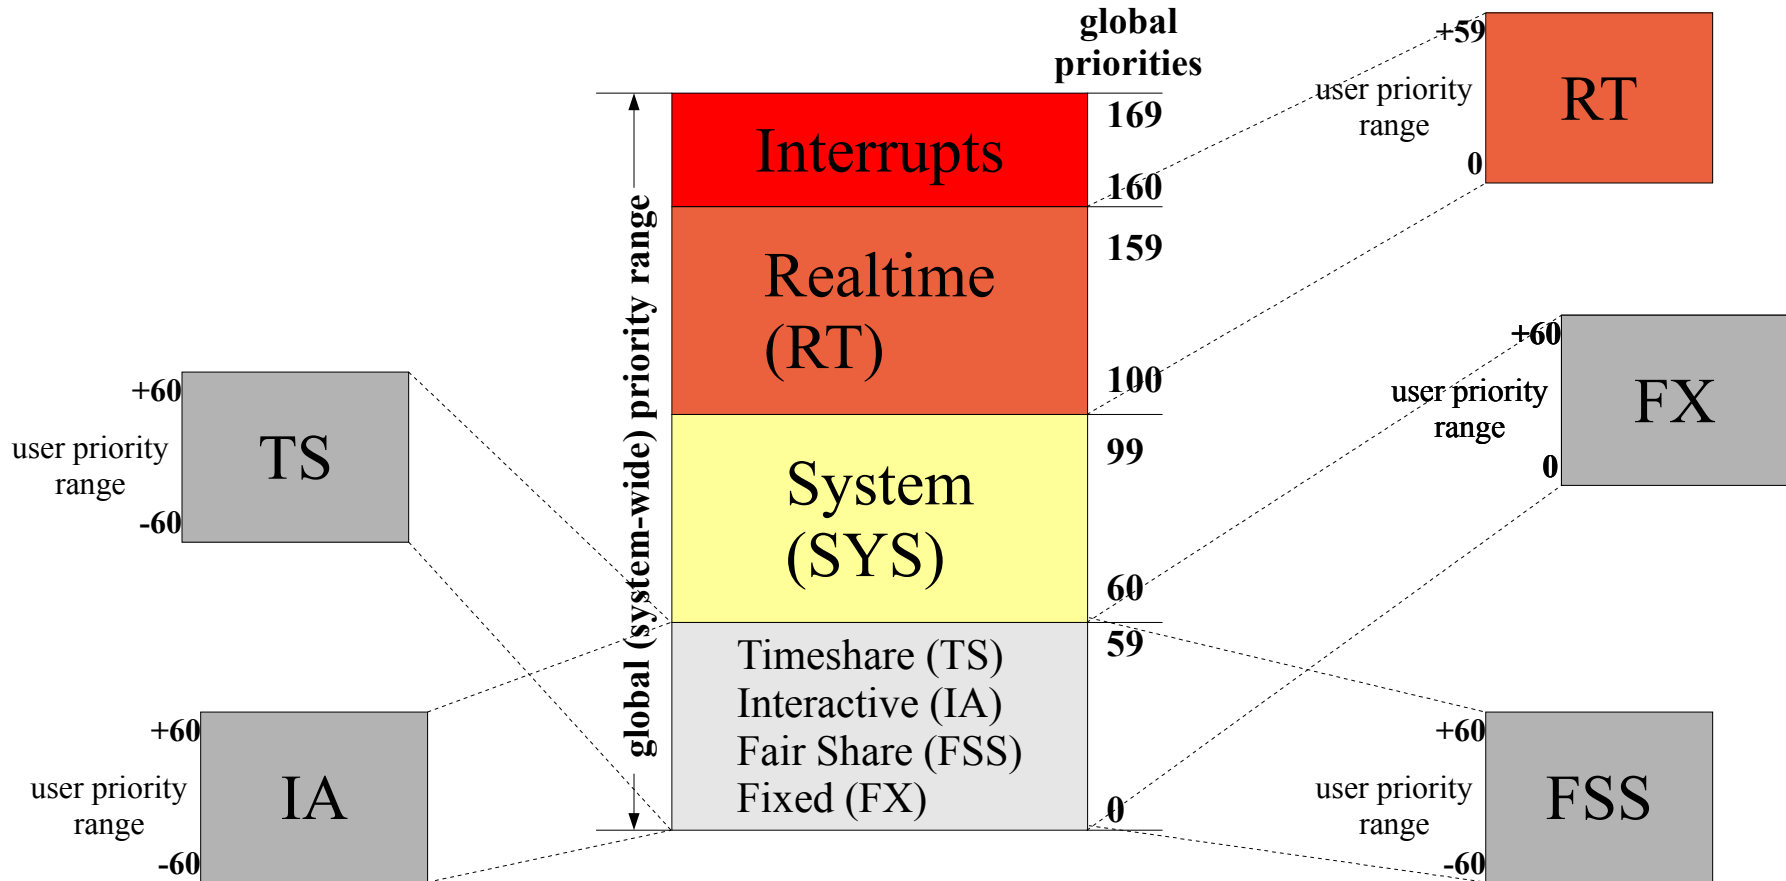 global
priorities
169
Interrupts
160
159
Realtime
(RT)
100
99
System
(SYS)
60
59
Timeshare (TS)
Interactive (IA)
Fair Share (FSS)
Fixed (FX)
0
global (system-wide) priority range
+60
user priority
range
TS
-60
+60
user priority
range
IA
-60
+59
user priority
range
RT
0
+60
user priority
range
FX
0
+60
user priority
range
FSS
-60